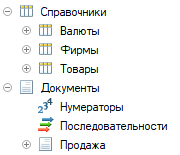 Справочники
Валюты
Фирмы
Товары
Документы
Нумераторы
Последовательности
Продажа